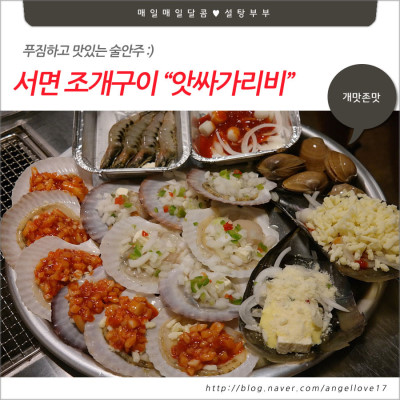 매일매일달콤♥설탕부부
푸짐하고 맛있는 술안주 :)
서면 조개구이 “앗싸가리비”
개맛존맛
http://blog.naver.com/angellove17